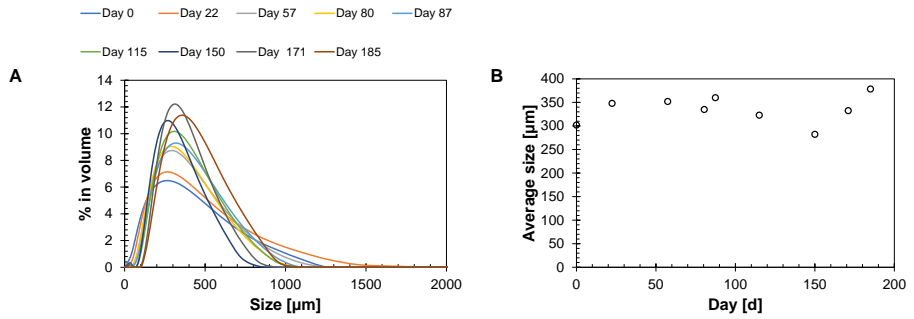 Day 0 Day 22 Day 57 Day 80 Day 87
Day 115 Day 150 Day 171 Day 185
A
14
12
10
8
6
4
2
0
% in volume
0 500 1000 1500 2000
Size [µm]
B
400
350
300
250
200
150
100
50
0
Average size [µm]
0 50 100 150 200
Day [d]